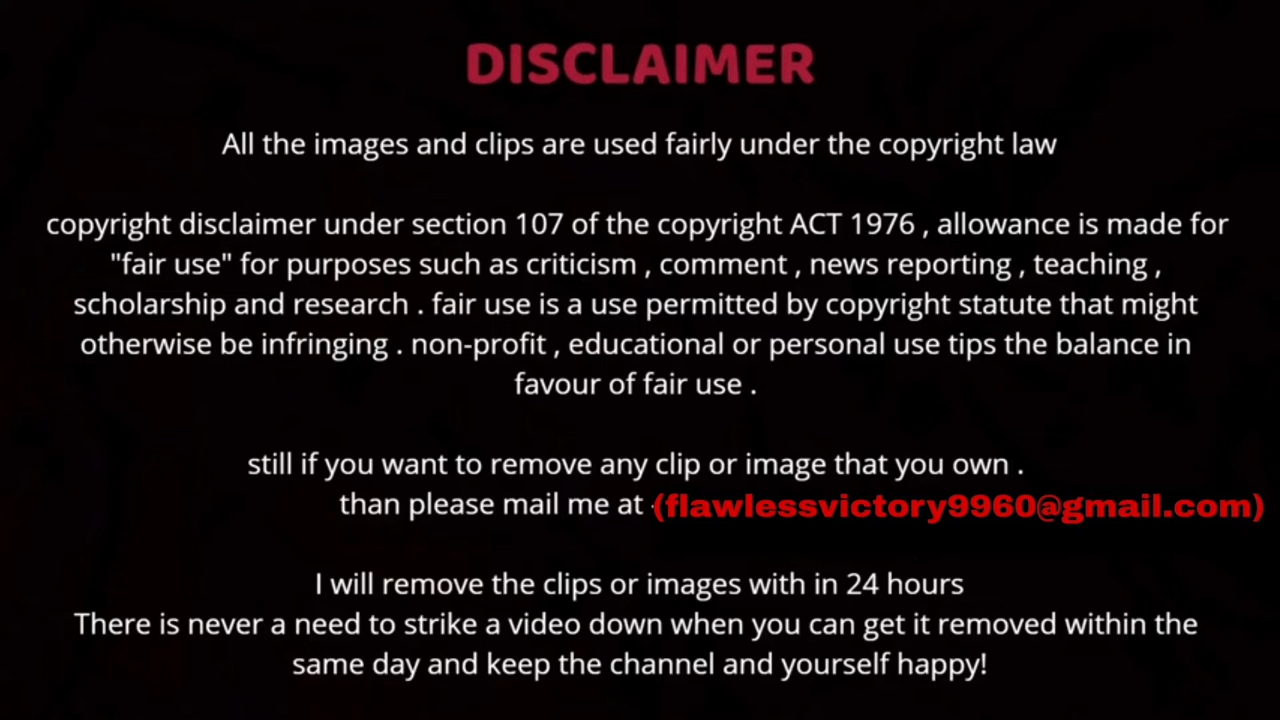 DISCLAIMER
All the images and clips are used fairly under the copyright law
copyright disclaimer under section 107 of the copyright ACT 1976 , allowance is made for
"fair use" for purposes such as criticism , comment , news reporting , teaching ,
scholarship and research . fair use is a use permitted by copyright statute that might
otherwise be infringing . non-profit , educational or personal use tips the balance in
favour of fair use .
still if you want to remove any clip or image that you own .
than please mail me at (flawlessvictory9960@gmail.com)
I will remove the clips or images with in 24 hours
There is never a need to strike a video down when you can get it removed within the
same day and keep the channel and yourself happy!